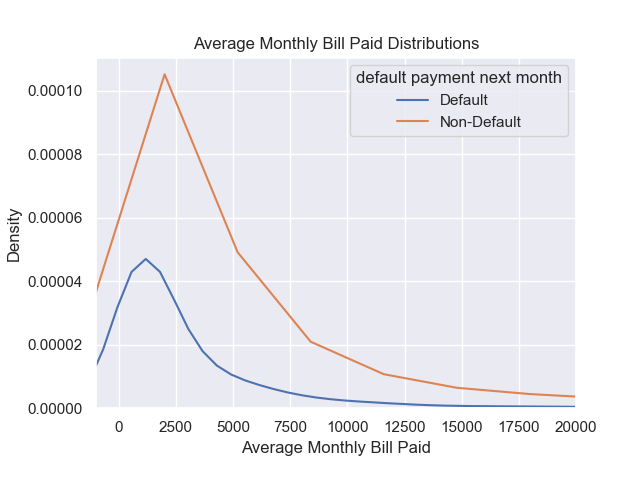 Average Monthly Bill Paid Distributions
default payment next month
Default
Non-Default
0.00010
0.00008
0.00006
0.00004
0.00002
0.00000
Density
0 2500 5000 7500 10000 12500 15000 17500 20000
Average Monthly Bill Paid